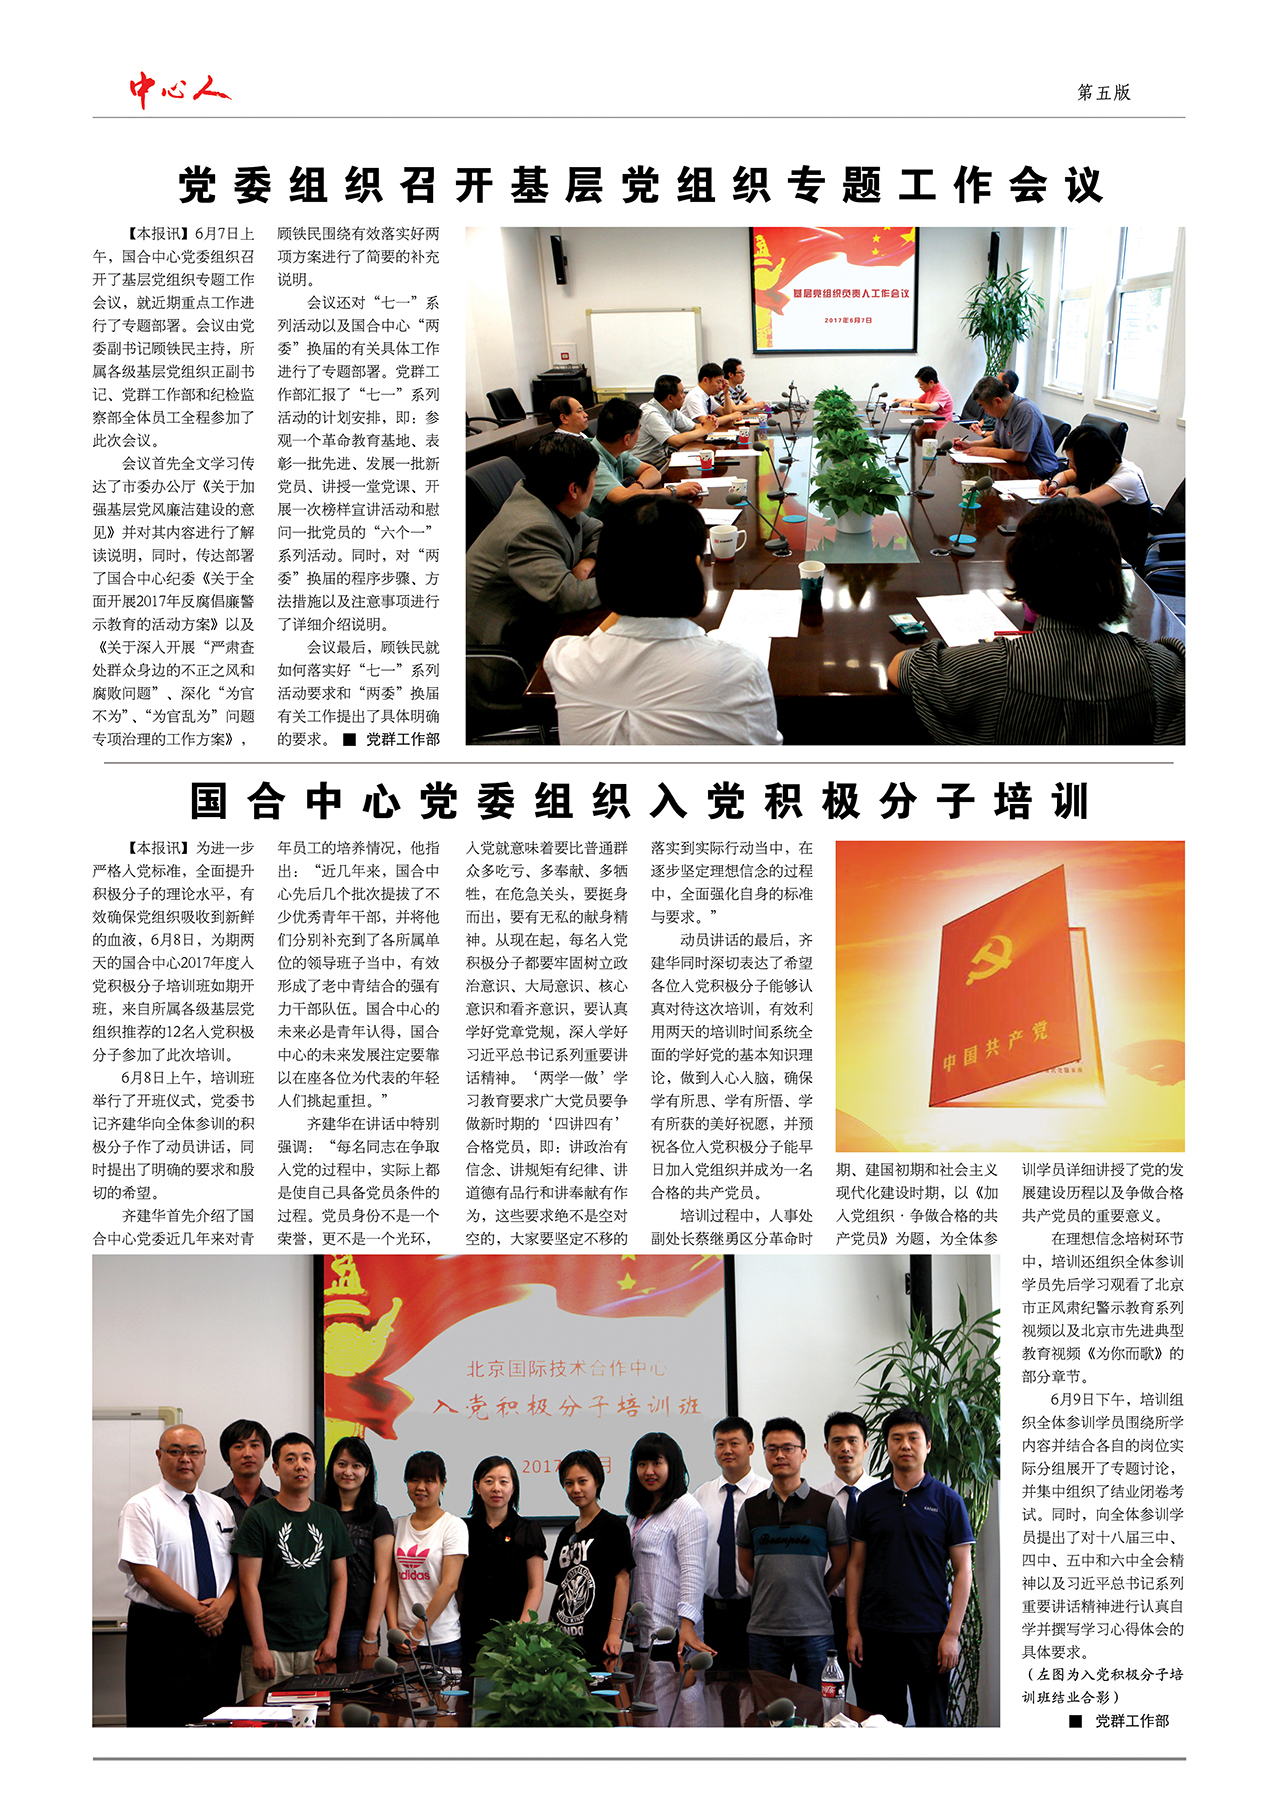 中心人
第五版
党委组织召开基层党组织专题工作会议
【本报讯】6月7日上
午，国合中心党委组织召
开了基层党组织专题工作
会议，就近期重点工作进
行了专题部署。会议由党
委副书记顾铁民主持，所
属各级基层党组织正副书
记、党群工作部和纪检监
察部全体员工全程参加了
此次会议。
会议首先全文学习传
达了市委办公厅《关于加
强基层党风廉洁建设的意
见》并对其内容进行了解
读说明，同时，传达部署
了国合中心纪委《关于全
面开展2017年反腐倡廉警
示教育的活动方案》以及
《关于深入开展“严肃查
处群众身边的不正之风和
腐败问题”、深化“为官
不为”、“为官乱为”问题
专项治理的工作方案》，
顾铁民围绕有效落实好两
项方案进行了简要的补充
说明。
会议还对“七一”系
列活动以及国合中心“两
委”换届的有关具体工作
进行了专题部署。党群工
作部汇报了“七一”系列
活动的计划安排，即：参
观一个革命教育基地、表
彰一批先进、发展一批新
党员、讲授一堂党课、开
展一次榜样宣讲活动和慰
问一批党员的“六个一”
系列活动。同时，对“两
委”换届的程序步骤、方
法措施以及注意事项进行
了详细介绍说明。
会议最后，顾铁民就
如何落实好“七一”系列
活动要求和“两委”换届
有关工作提出了具体明确
的要求。 ■ 党群工作部
基层党组织负责人工作会议
2017年6月7日
国合中心党委组织入党积极分子培训
【本报讯】为进一步
严格入党标准，全面提升
积极分子的理论水平，有
效确保党组织吸收到新鲜
的血液，6月8日，为期两
天的国合中心2017年度入
党积极分子培训班如期开
班，来自所属各级基层党
组织推荐的12名入党积极
分子参加了此次培训。
6月8日上午，培训班
举行了开班仪式，党委书
记齐建华向全体参训的积
极分子作了动员讲话，同
时提出了明确的要求和殷
切的希望。
齐建华首先介绍了国
合中心党委近几年来对青
年员工的培养情况，他指
出：“近几年来，国合中
心先后几个批次提拔了不
少优秀青年干部，并将他
们分别补充到了各所属单
位的领导班子当中，有效
形成了老中青结合的强有
力干部队伍。国合中心的
未来必是青年认得，国合
中心的未来发展注定要靠
以在座各位为代表的年轻
人们挑起重担。”
齐建华在讲话中特别
强调：“每名同志在争取
入党的过程中，实际上都
是使自己具备党员条件的
过程。党员身份不是一个
荣誉，更不是一个光环，
入党就意味着要比普通群
众多吃亏、多奉献、多牺
牲，在危急关头，要挺身
而出，要有无私的献身精
神。从现在起，每名入党
积极分子都要牢固树立政
治意识、大局意识、核心
意识和看齐意识，要认真
学好党章党规，深入学好
习近平总书记系列重要讲
话精神。‘两学一做’学
习教育要求广大党员要争
做新时期的‘四讲四有’
合格党员，即：讲政治有
信念、讲规矩有纪律、讲
道德有品行和讲奉献有作
为，这些要求绝不是空对
空的，大家要坚定不移的
落实到实际行动当中，在
逐步坚定理想信念的过程
中，全面强化自身的标准
与要求。”
动员讲话的最后，齐
建华同时深切表达了希望
各位入党积极分子能够认
真对待这次培训，有效利
用两天的培训时间系统全
面的学好党的基本知识理
论，做到入心入脑，确保
学有所思、学有所悟、学
有所获的美好祝愿，并预
祝各位入党积极分子能早
日加入党组织并成为一名
合格的共产党员。
培训过程中，人事处
副处长蔡继勇区分革命时
中国共产党
期、建国初期和社会主义
现代化建设时期，以《加
入党组织·争做合格的共
产党员》为题，为全体参
训学员详细讲授了党的发
展建设历程以及争做合格
共产党员的重要意义。
在理想信念培树环节
中，培训还组织全体参训
学员先后学习观看了北京
市正风肃纪警示教育系列
视频以及北京市先进典型
教育视频《为你而歌》的
部分章节。
6月9日下午，培训组
织全体参训学员围绕所学
内容并结合各自的岗位实
际分组展开了专题讨论，
并集中组织了结业闭卷考
试。同时，向全体参训学
员提出了对十八届三中、
四中、五中和六中全会精
神以及习近平总书记系列
重要讲话精神进行认真自
学并撰写学习心得体会的
具体要求。
（左图为入党积极分子培
训班结业合影）
■ 党群工作部
北京国际技术合作中心
入党积极分子培训班
2017 月
adidas